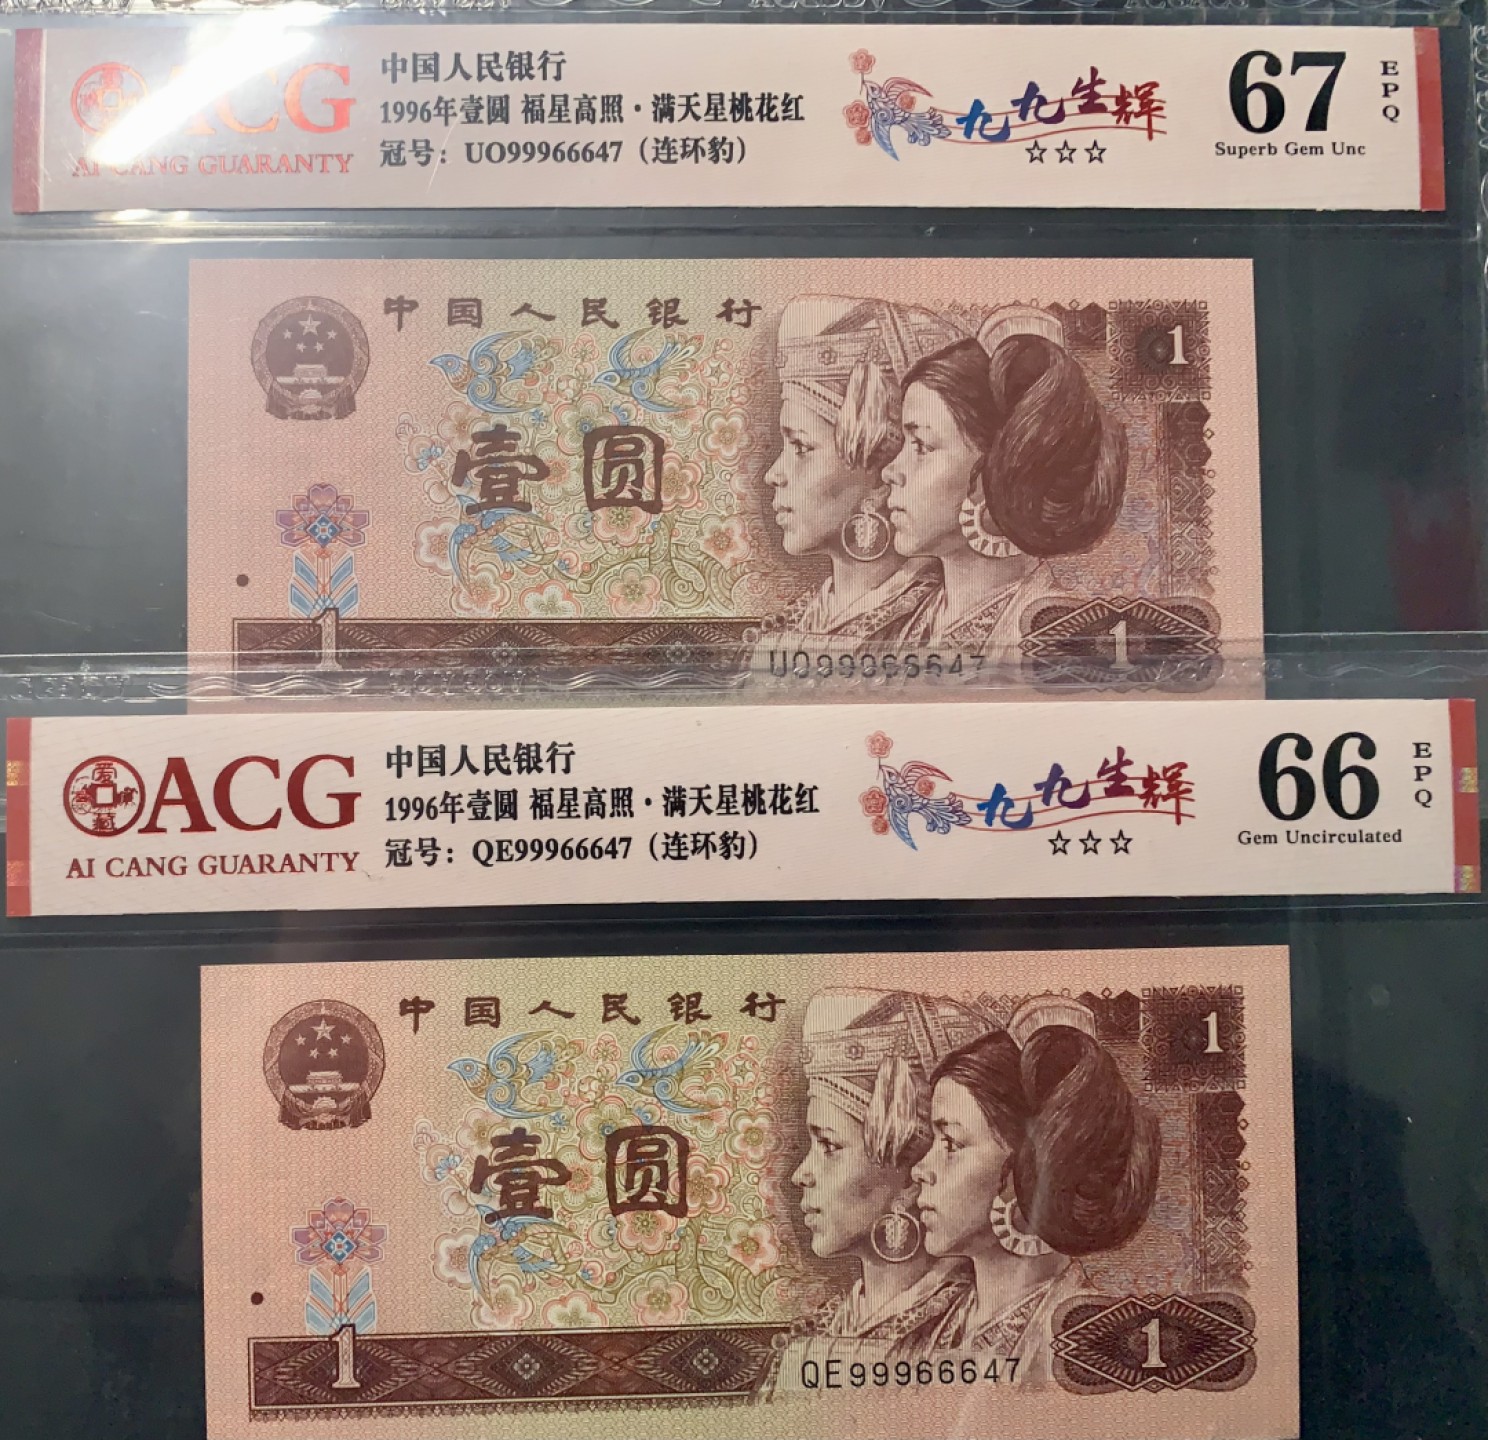 ACG
AI CANG GUARANTY
中国人民银行
1996年壹圆 福星高照·满天星桃花红
冠号：UO99966647（连环豹）
九九生辉
☆☆☆
67
Superb Gem Unc
EPQ
中国人民银行
1
壹圆
1
UO99966647
1
爱藏
ACG
AI CANG GUARANTY
中国人民银行
1996年壹圆 福星高照·满天星桃花红
冠号：QE99966647（连环豹）
九九生辉
☆☆☆
66
Gem Uncirculated
EPQ
中国人民银行
1
壹圆
1
QE99966647
1